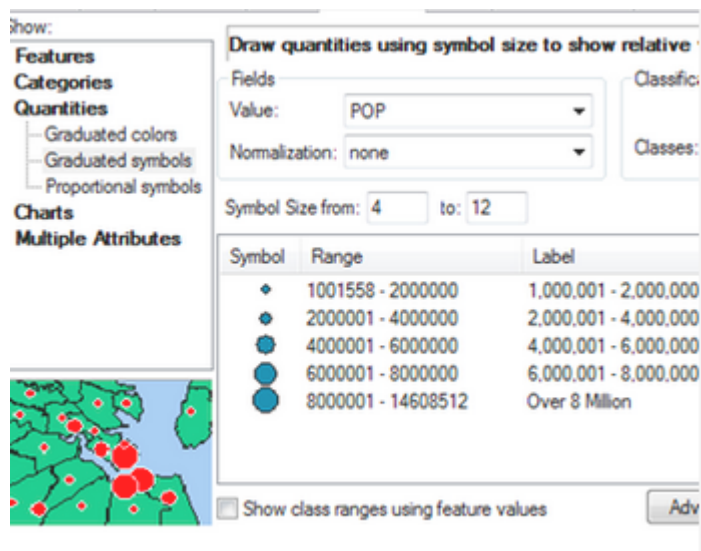 Show:
Features
Categories
Quantities
Graduated colors
Graduated symbols
Proportional symbols
Charts
Multiple Attributes
Draw quantities using symbol size to show relative
Fields
Value: POP
Normalization: none
Classes:
Symbol Size from: 4 to: 12
Symbol Range Label
1001558 - 2000000 1,000,001 - 2,000,000
2000001 - 4000000 2,000,001 - 4,000,000
4000001 - 6000000 4,000,001 - 6,000,000
6000001 - 8000000 6,000,001 - 8,000,000
8000001 - 14608512 Over 8 Million
Show class ranges using feature values